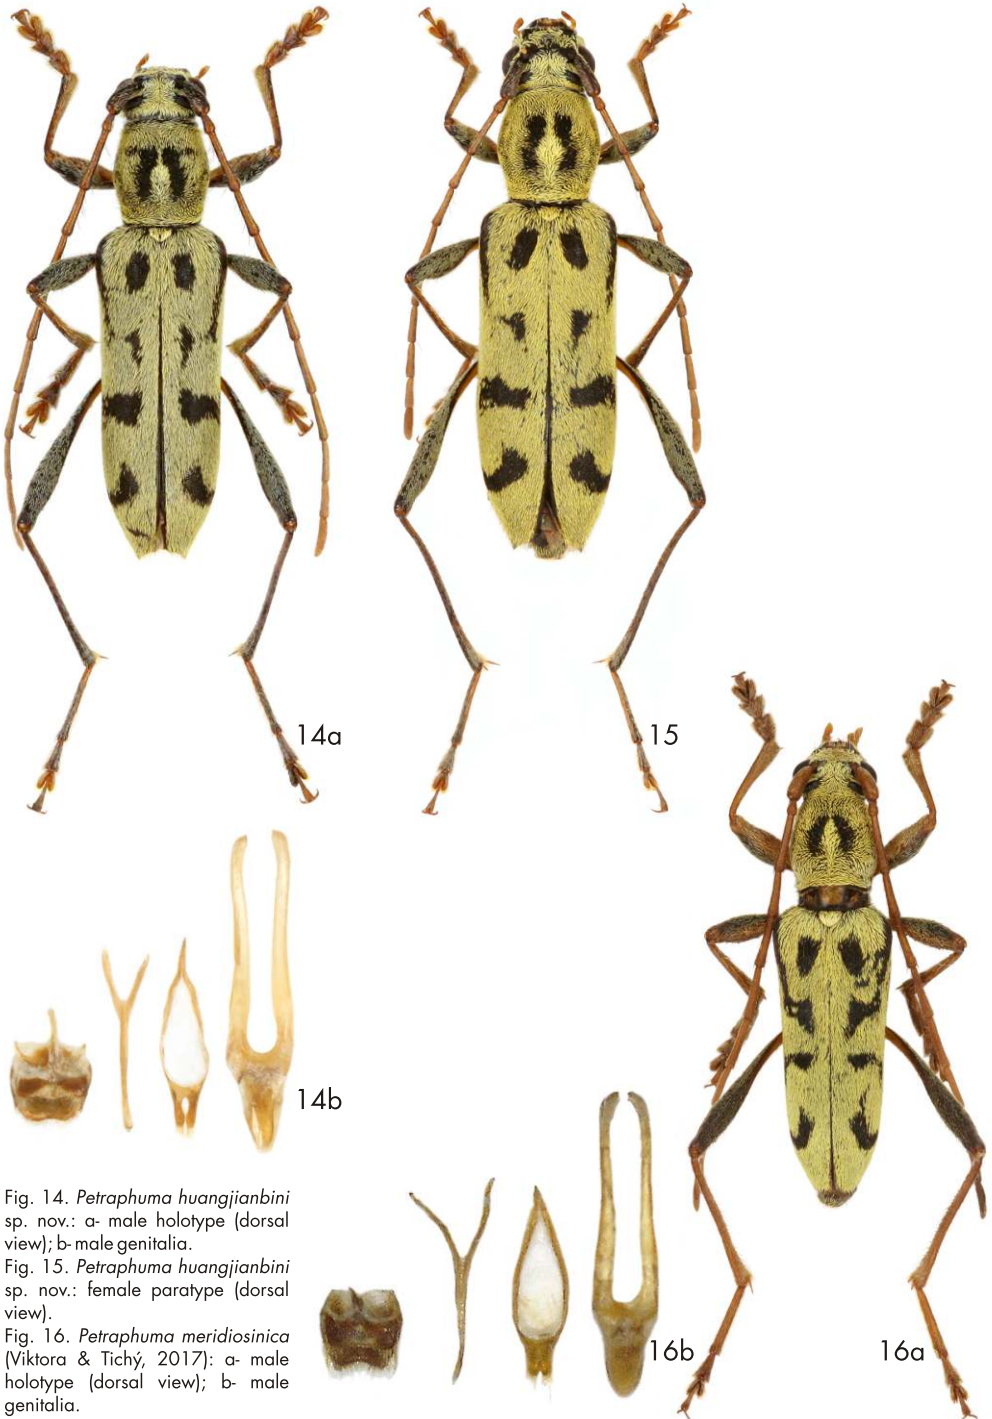 14a
15
14b
16b
16a
Fig. 14. Petraphuma huangjianbini
sp. nov.: a- male holotype (dorsal
view); b- male genitalia.
Fig. 15. Petraphuma huangjianbini
sp. nov.: female paratype (dorsal
view).
Fig. 16. Petraphuma meridiosinica
(Viktora & Tichý, 2017): a- male
holotype (dorsal view); b- male
genitalia.